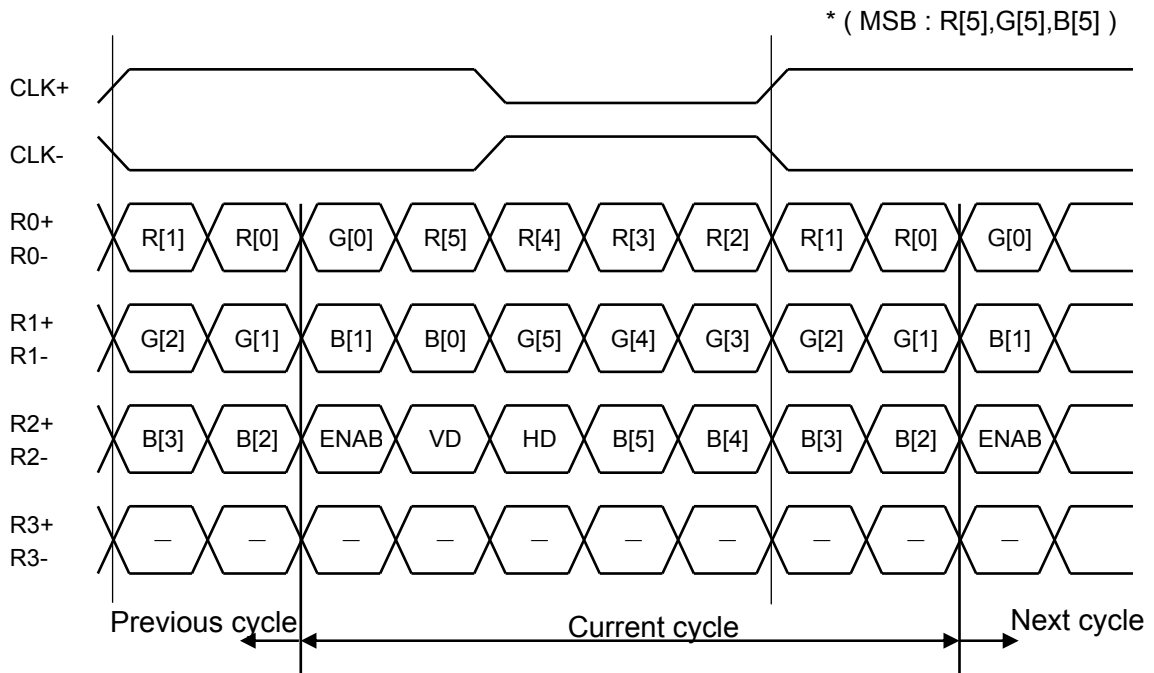 * ( MSB : R[5],G[5],B[5] )
CLK+
CLK-
R0+
R0-
R[1] R[0] G[0] R[5] R[4] R[3] R[2] R[1] R[0] G[0]
R1+
R1-
G[2] G[1] B[1] B[0] G[5] G[4] G[3] G[2] G[1] B[1]
R2+
R2-
B[3] B[2] ENAB VD HD B[5] B[4] B[3] B[2] ENAB
R3+
R3-
— — — — — — — — — —
Previous cycle Current cycle Next cycle